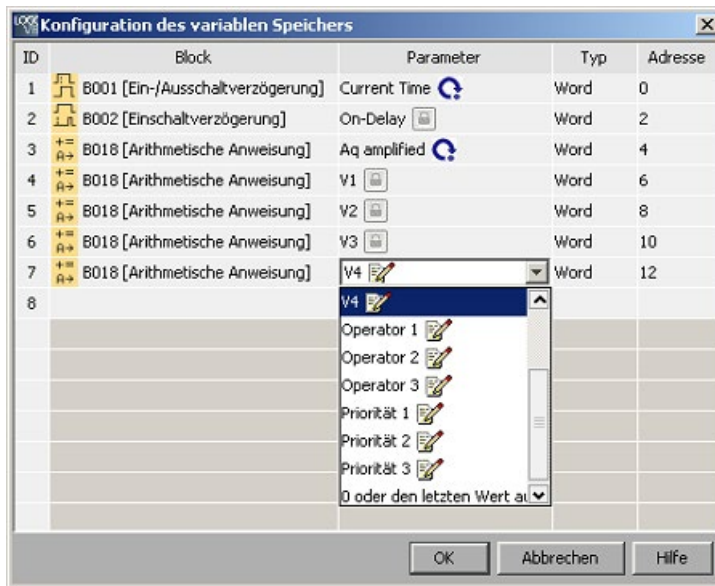 Konfiguration des variablen Speichers
ID Block Parameter Typ Adresse
1 B001 [Ein-/Ausschaltverzögerung] Current Time Word 0
2 B002 [Einschaltverzögerung] On-Delay Word 2
3 B018 [Arithmetische Anweisung] Aq amplified Word 4
4 B018 [Arithmetische Anweisung] V1 Word 6
5 B018 [Arithmetische Anweisung] V2 Word 8
6 B018 [Arithmetische Anweisung] V3 Word 10
7 B018 [Arithmetische Anweisung] V4 Word 12
8
V4
Operator 1
Operator 2
Operator 3
Priorität 1
Priorität 2
Priorität 3
0 oder den letzten Wert
OK Abbrechen Hilfe